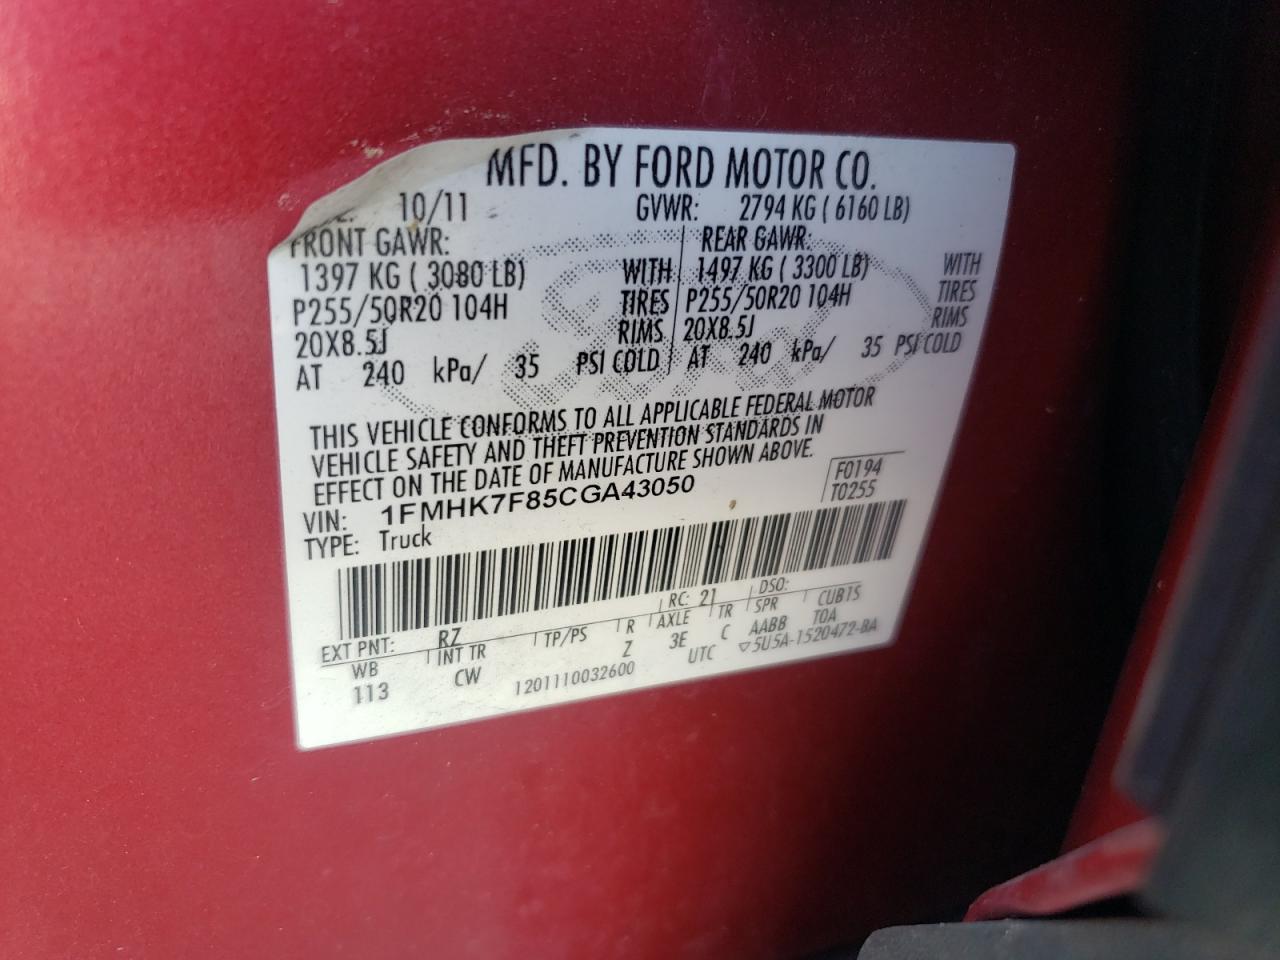 MFD. BY FORD MOTOR CO.
10/11 GVWR: 2794 KG ( 6160 LB)
FRONT GAWR: REAR GAWR:
1397 KG ( 3080 LB) WITH 1497 KG ( 3300 LB) WITH
P255/50R20 104H TIRES P255/50R20 104H TIRES
20X8.5J RIMS 20X8.5J RIMS
AT 240 kPa/ 35 PSI COLD AT 240 kPa/ 35 PSI COLD
THIS VEHICLE CONFORMS TO ALL APPLICABLE FEDERAL MOTOR
VEHICLE SAFETY AND THEFT PREVENTION STANDARDS IN
EFFECT ON THE DATE OF MANUFACTURE SHOWN ABOVE.
F0194
T0255
VIN: 1FMHK7F85CGA43050
TYPE: Truck
EXT PNT: RZ RC: 21 DSO:
WB INT TR TP/PS R AXLE TR SPR CUBTS
113 CW Z 3E C AABB TOA
1201110032600 UTC ▽5U5A-1520472-BA